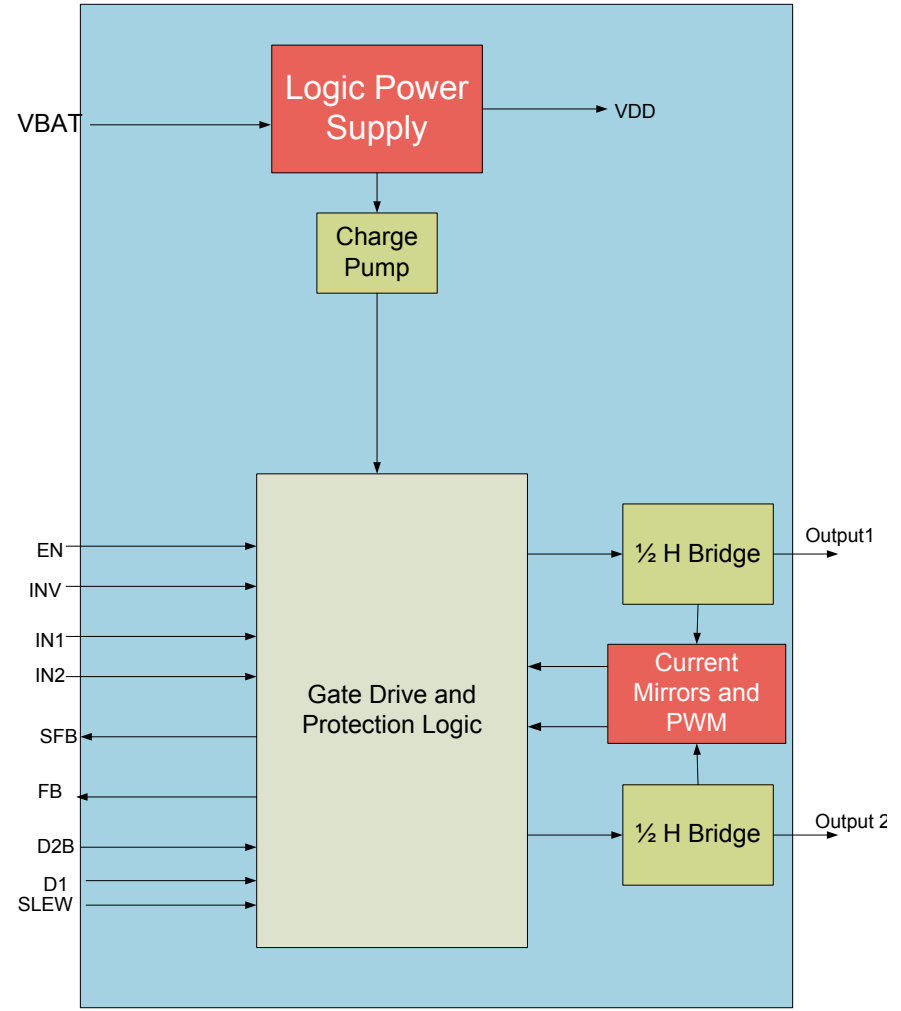 Logic Power
Supply
VBAT
VDD
Charge
Pump
EN
INV
IN1
IN2
SFB
FB
D2B
D1
SLEW
Gate Drive and
Protection Logic
½ H Bridge
Output1
Current
Mirrors and
PWM
½ H Bridge
Output 2